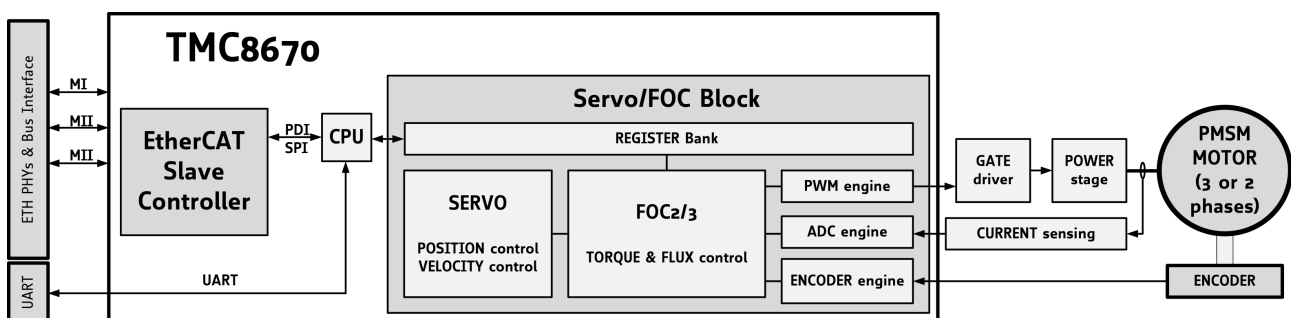 ETH PHYs & Bus Interface
UART
TMC8670
MI
MII
MII
EtherCAT
Slave
Controller
PDI
SPI
CPU
UART
Servo/FOC Block
REGISTER Bank
SERVO
POSITION control
VELOCITY control
FOC2/3
TORQUE & FLUX control
PWM engine
ADC engine
ENCODER engine
GATE
driver
POWER
stage
CURRENT sensing
PMSM
MOTOR
(3 or 2
phases)
ENCODER